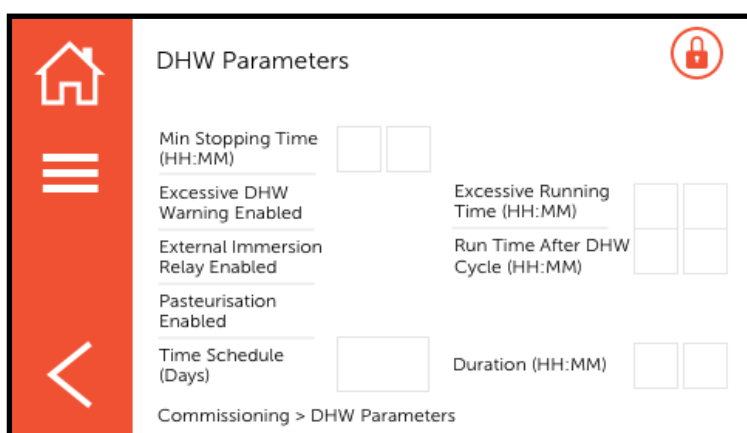 DHW Parameters
Min Stopping Time
(HH:MM)
Excessive DHW
Warning Enabled
Excessive Running
Time (HH:MM)
External Immersion
Relay Enabled
Run Time After DHW
Cycle (HH:MM)
Pasteurisation
Enabled
Time Schedule
(Days)
Duration (HH:MM)
Commissioning > DHW Parameters